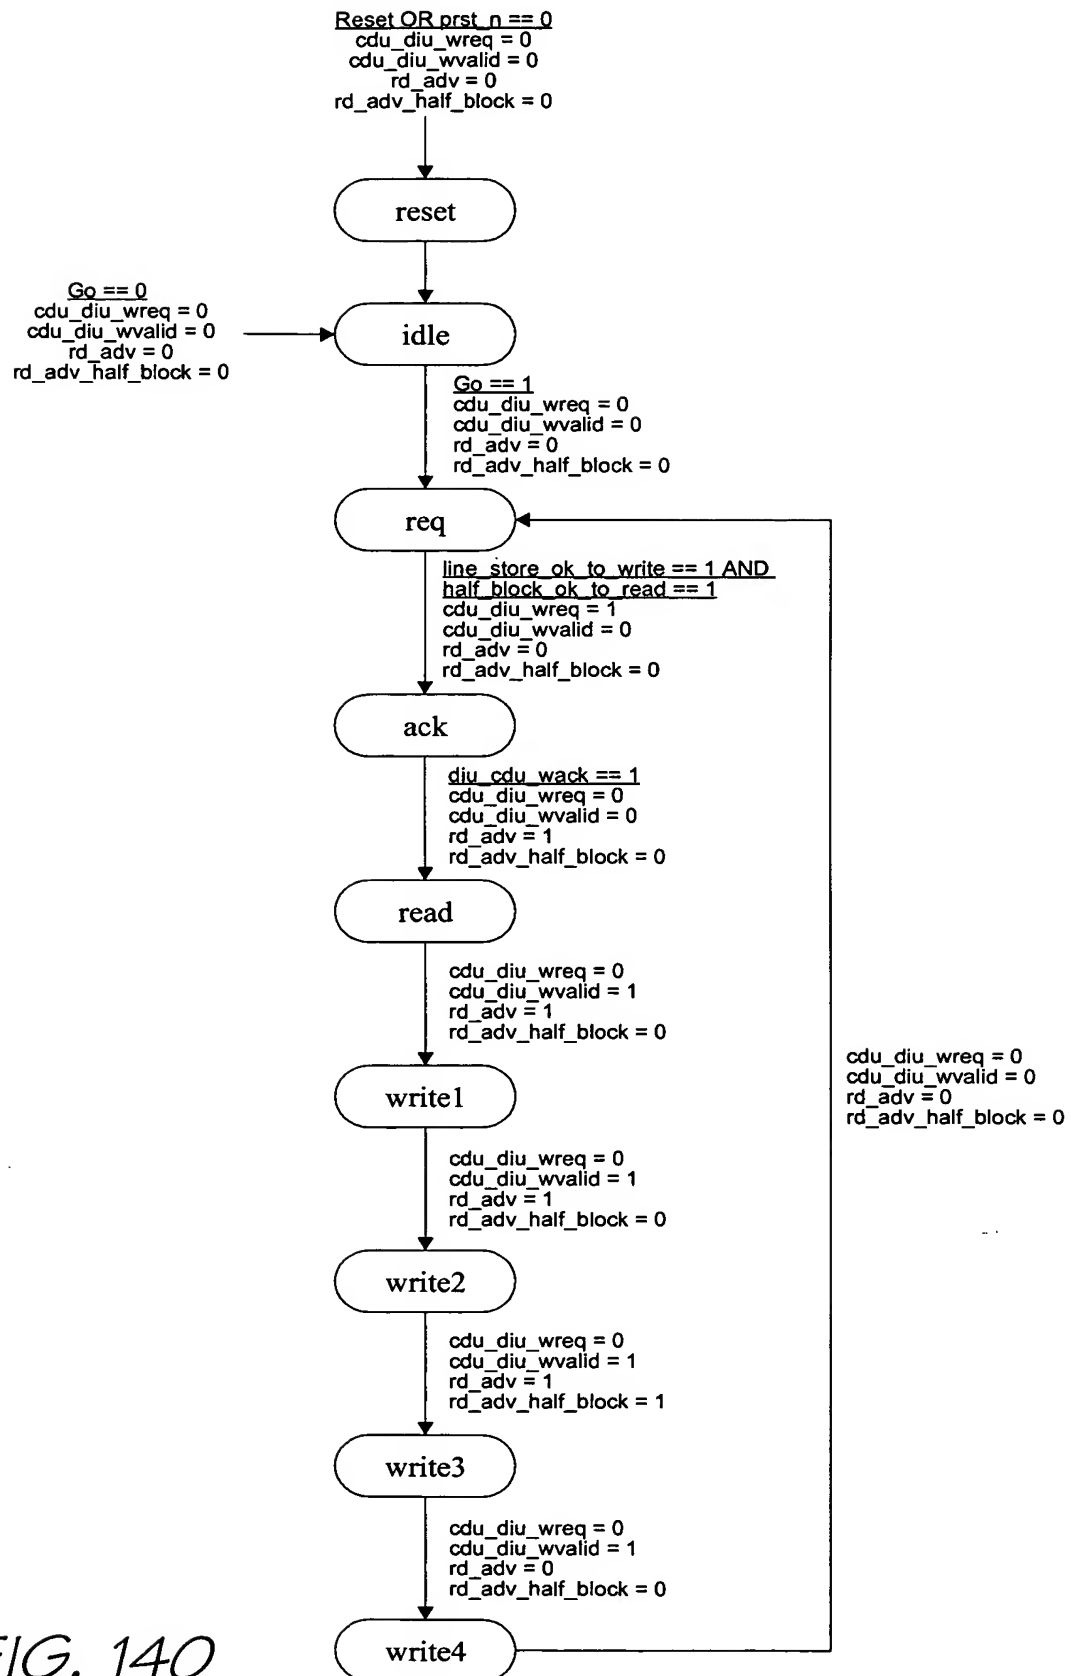 Reset OR prst_n == 0
cdu_diu_wreq = 0
cdu_diu_wvalid = 0
rd_adv = 0
rd_adv_half_block = 0
reset
Go == 0
cdu_diu_wreq = 0
cdu_diu_wvalid = 0
rd_adv = 0
rd_adv_half_block = 0
idle
Go == 1
cdu_diu_wreq = 0
cdu_diu_wvalid = 0
rd_adv = 0
rd_adv_half_block = 0
req
line_store_ok_to_write == 1 AND
half_block_ok_to_read == 1
cdu_diu_wreq = 1
cdu_diu_wvalid = 0
rd_adv = 0
rd_adv_half_block = 0
ack
diu_cdu_wack == 1
cdu_diu_wreq = 0
cdu_diu_wvalid = 0
rd_adv = 1
rd_adv_half_block = 0
read
cdu_diu_wreq = 0
cdu_diu_wvalid = 1
rd_adv = 1
rd_adv_half_block = 0
cdu_diu_wreq = 0
cdu_diu_wvalid = 0
rd_adv = 0
rd_adv_half_block = 0
write1
cdu_diu_wreq = 0
cdu_diu_wvalid = 1
rd_adv = 1
rd_adv_half_block = 0
write2
cdu_diu_wreq = 0
cdu_diu_wvalid = 1
rd_adv = 1
rd_adv_half_block = 1
write3
cdu_diu_wreq = 0
cdu_diu_wvalid = 1
rd_adv = 0
rd_adv_half_block = 0
write4
FIG. 140